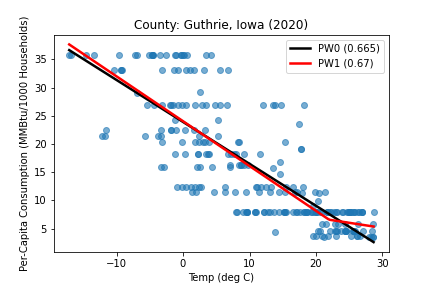 County: Guthrie, Iowa (2020)
PW0 (0.665)
PW1 (0.67)
Per-Capita Consumption (MMBtu/1000 Households)
35
30
25
20
15
10
5
−10
0
10
20
30
Temp (deg C)